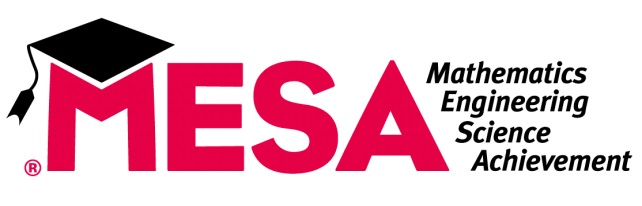 MESA
Mathematics
Engineering
Science
Achievement
®